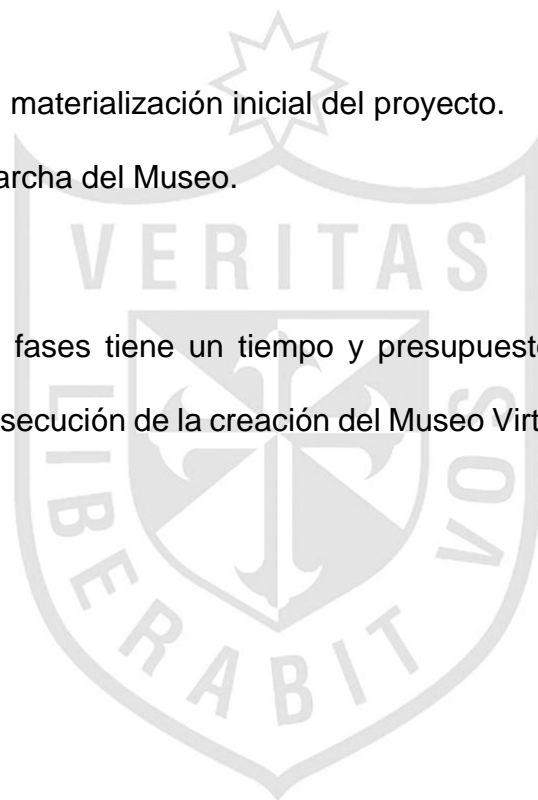 materialización inicial del proyecto.
archa del Museo.
VERITAS
fases tiene un tiempo y presupuesto
secución de la creación del Museo Virt
LIBERABIT VOS